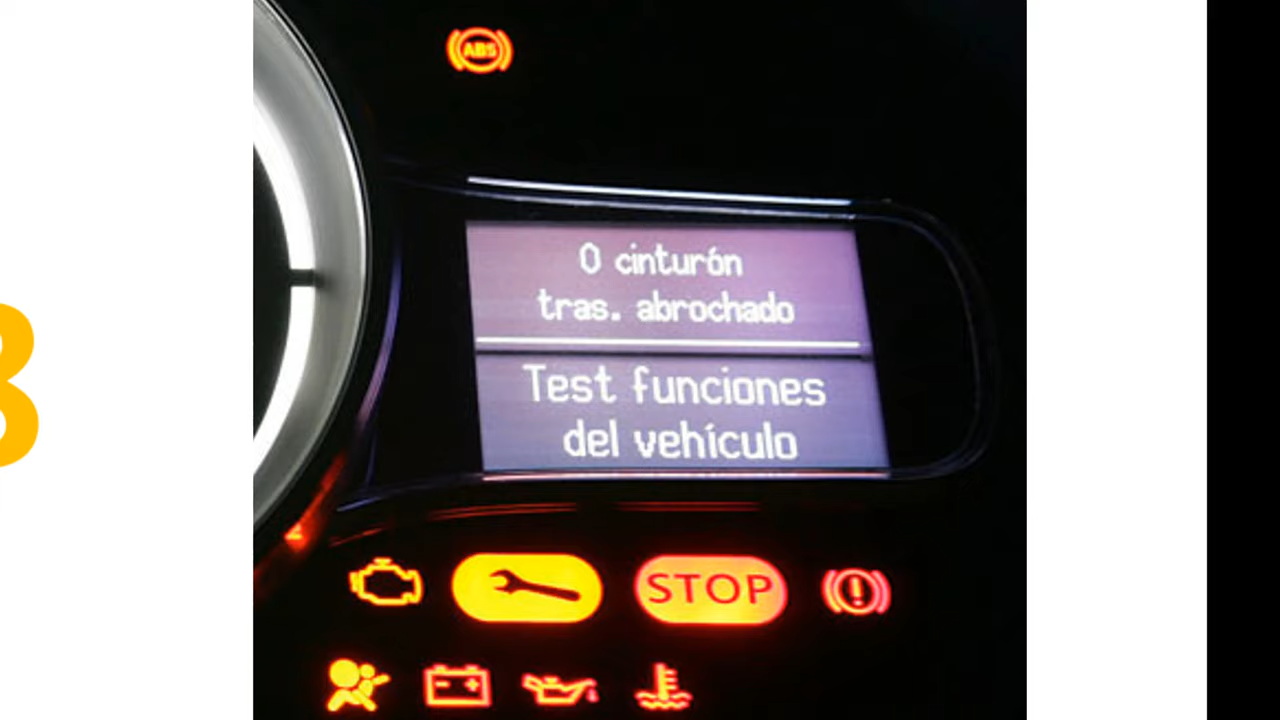 ABS
0 cinturón
tras. abrochado
Test funciones
del vehículo
STOP